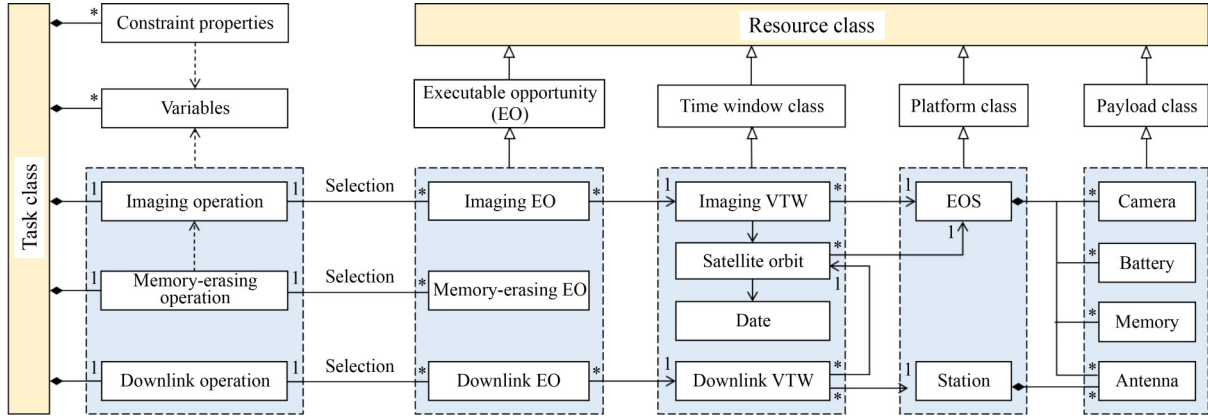 Task class
* Constraint properties
* Variables
Resource class
Executable opportunity
(EO)
Time window class
Platform class
Payload class
1 Imaging operation 1 Selection * Imaging EO * 1 Imaging VTW * 1 EOS * Camera
1 Memory-erasing
operation 1 Selection * Memory-erasing EO
Satellite orbit * 1 1
* Battery
Date
* Memory
1 Downlink operation 1 Selection * Downlink EO * 1 Downlink VTW * * 1 Station * * Antenna